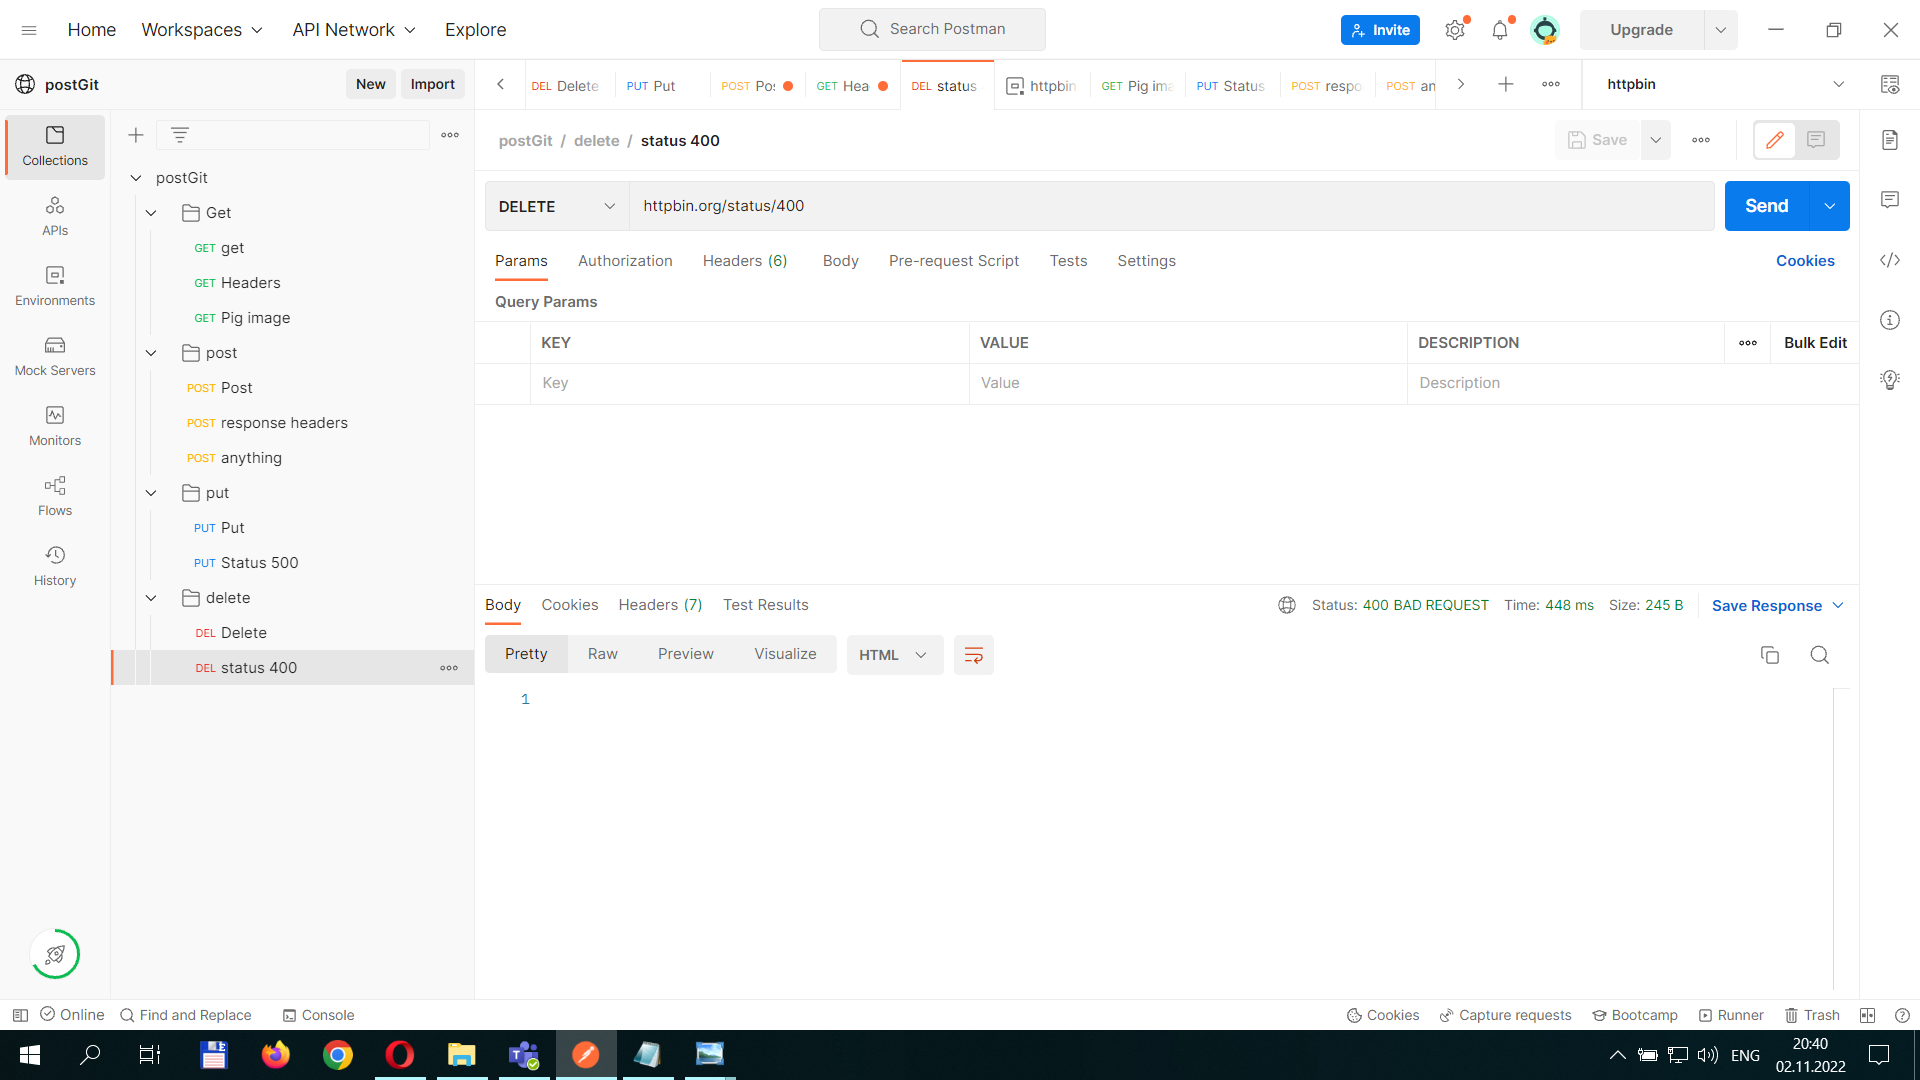 Home
Workspaces
API Network
Explore
Search Postman
Invite
Upgrade
postGit
New
Import
DEL Delete
PUT Put
POST Pos
GET Hea
DEL status
httpbin
GET Pig ima
PUT Status
POST respo
POST an
httpbin
Collections
APIs
Environments
Mock Servers
Monitors
Flows
History
postGit
Get
GET get
GET Headers
GET Pig image
post
POST Post
POST response headers
POST anything
put
PUT Put
PUT Status 500
delete
DEL Delete
DEL status 400
postGit / delete / status 400
Save
DELETE
httpbin.org/status/400
Send
Params
Authorization
Headers (6)
Body
Pre-request Script
Tests
Settings
Cookies
Query Params
KEY
VALUE
DESCRIPTION
Bulk Edit
Key
Value
Description
Body
Cookies
Headers (7)
Test Results
Status: 400 BAD REQUEST
Time: 448 ms
Size: 245 B
Save Response
Pretty
Raw
Preview
Visualize
HTML
1
Online
Find and Replace
Console
Cookies
Capture requests
Bootcamp
Runner
Trash
ENG
20:40
02.11.2022